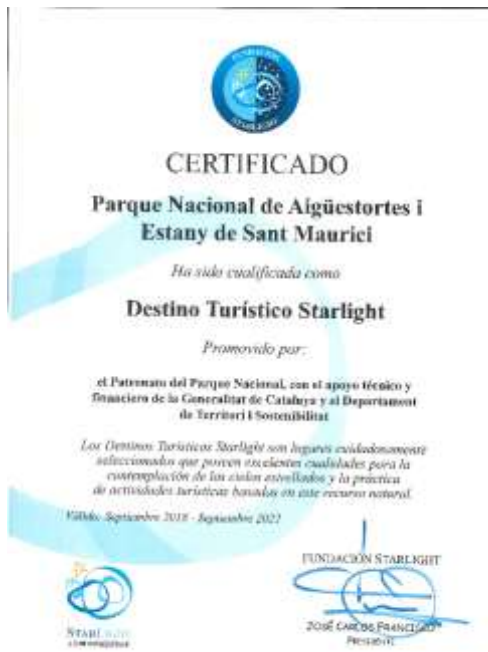 FUNDACIÓN
STARLIGHT
CERTIFICADO
Parque Nacional de Aigüestortes i
Estany de Sant Maurici
Ha sido cualificada como
Destino Turístico Starlight
Promovido por:
el Patronato del Parque Nacional, con el apoyo técnico y
financiero de la Generalitat de Cataluya y el Departament
de Territori i Sostenibilitat
Los Destinos Turísticos Starlight son lugares cuidadosamente
seleccionados que poseen excelentes cualidades para la
contemplación de los cielos estrellados y la práctica
de actividades turísticas basadas en este recurso natural.
Válido: Septiembre 2018 - Septiembre
FUNDACIÓN STARLIGHT
STARLIGHT
JOSÉ CARLOS FRANCISCO
PRESIDENTE